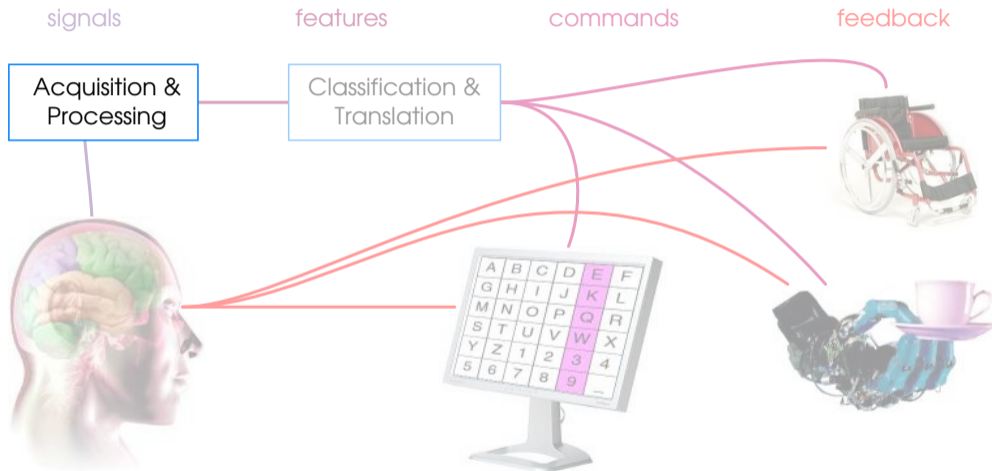 signals features commands feedback
Acquisition &
Processing
Classification &
Translation
A B C D E F
G H I J K L
M N O P Q R
S T U V W X
Y Z 1 2 3 4
5 6 7 8 9 _